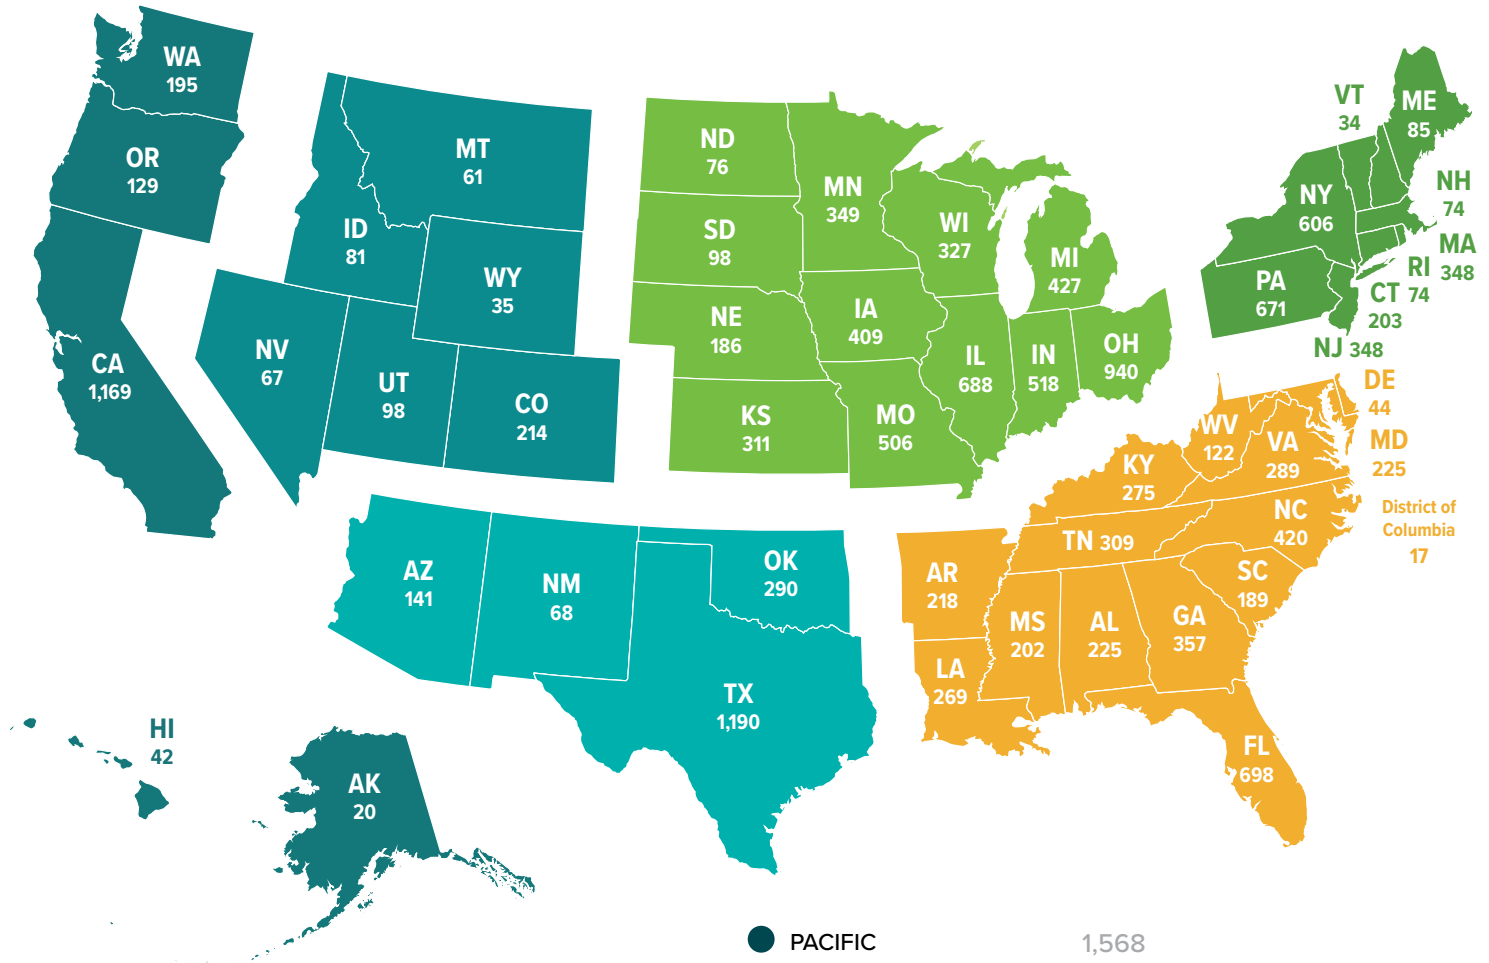 WA
195
OR
129
CA
1,169
MT
61
ID
81
WY
35
NV
67
UT
98
CO
214
ND
76
MN
349
SD
98
WI
327
MI
427
NE
186
IA
409
IL
688
IN
518
OH
940
KS
311
MO
506
VT
34
ME
85
NH
74
NY
606
MA
348
RI
74
PA
671
CT
203
NJ 348
DE
44
MD
225
District of
Columbia
17
WV
122
VA
289
KY
275
NC
420
TN 309
SC
189
AR
218
MS
202
AL
225
GA
357
LA
269
FL
698
AZ
141
NM
68
OK
290
TX
1,190
HI
42
AK
20
PACIFIC 1,568